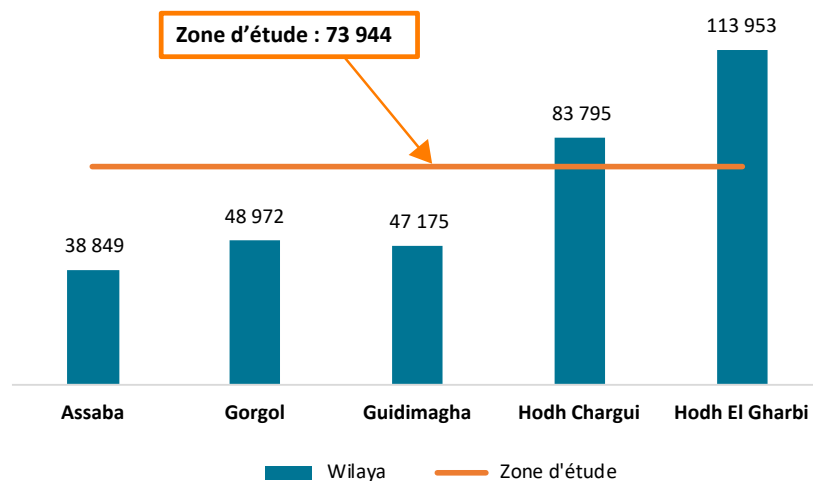 Zone d’étude : 73 944
113 953
83 795
48 972
47 175
38 849
Assaba Gorgol Guidimagha Hodh Chargui Hodh El Gharbi
Wilaya Zone d'étude